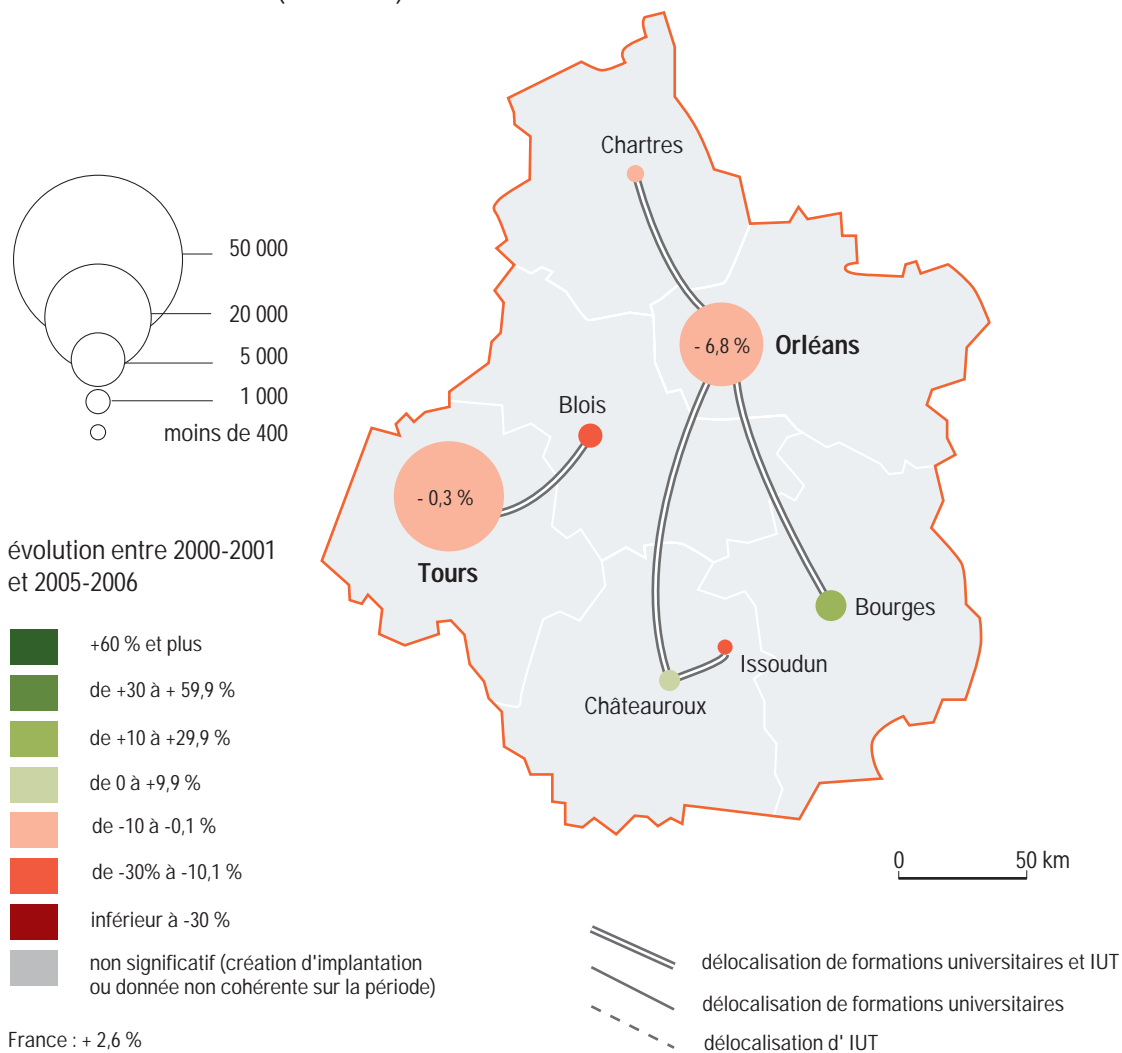 Chartres
50 000
20 000
5 000
1 000
moins de 400
- 6,8 %
Orléans
Blois
- 0,3 %
Tours
Bourges
Issoudun
Châteauroux
évolution entre 2000-2001
et 2005-2006
+60 % et plus
de +30 à + 59,9 %
de +10 à +29,9 %
de 0 à +9,9 %
de -10 à -0,1 %
de -30% à -10,1 %
inférieur à -30 %
non significatif (création d'implantation
ou donnée non cohérente sur la période)
France : + 2,6 %
0 50 km
délocalisation de formations universitaires et IUT
délocalisation de formations universitaires
délocalisation d' IUT